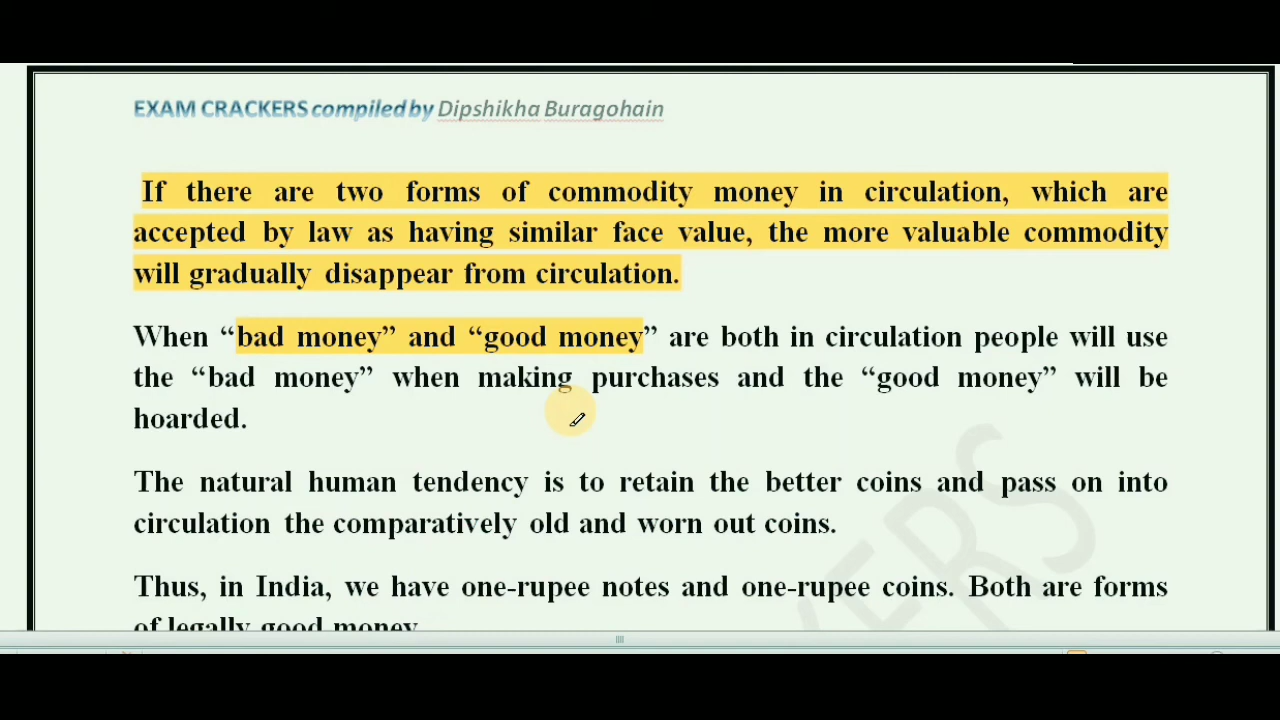 EXAM CRACKERS compiled by Dipshikha Buragohain
If there are two forms of commodity money in circulation, which are
accepted by law as having similar face value, the more valuable commodity
will gradually disappear from circulation.
When “bad money” and “good money” are both in circulation people will use
the “bad money” when making purchases and the “good money” will be
hoarded.
The natural human tendency is to retain the better coins and pass on into
circulation the comparatively old and worn out coins.
Thus, in India, we have one-rupee notes and one-rupee coins. Both are forms
of legally good money.